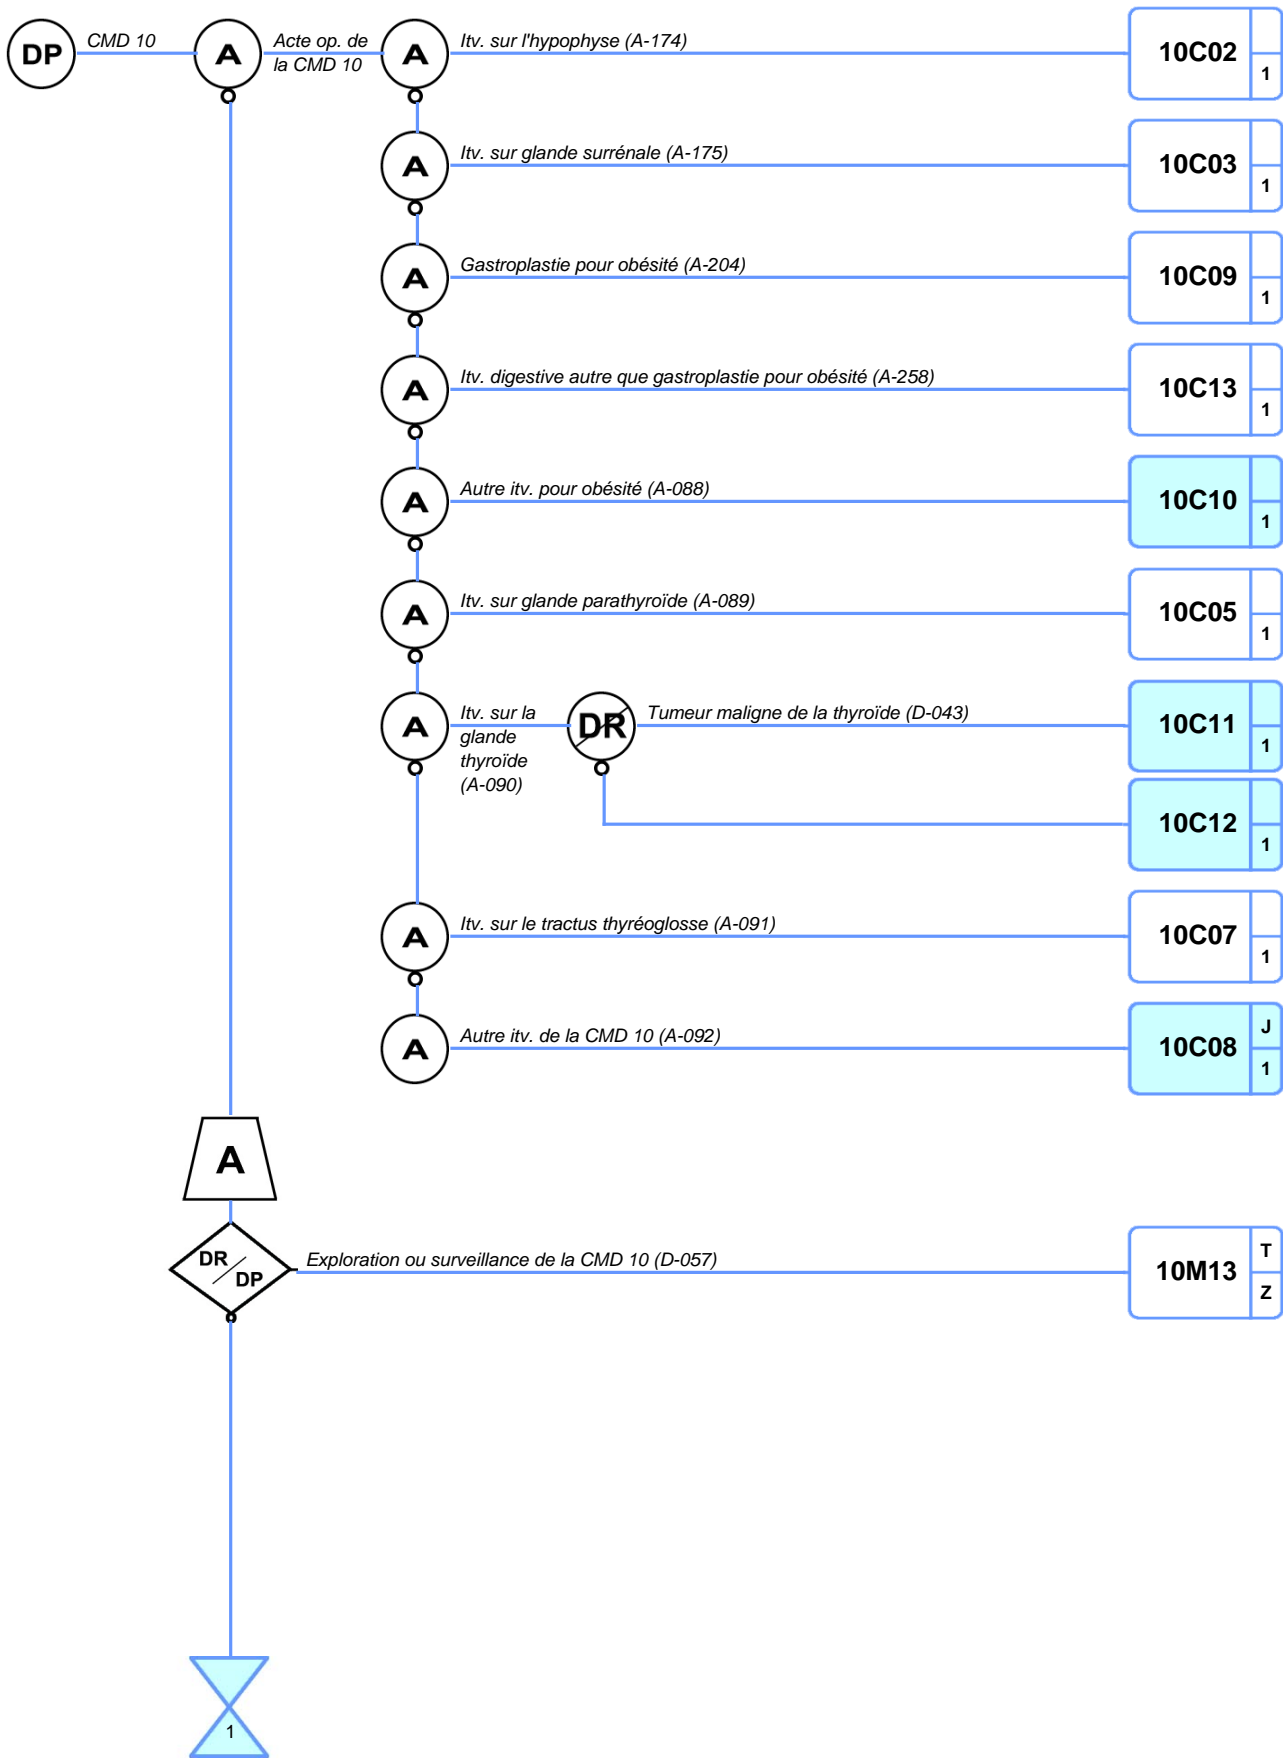 DP
CMD 10
A
Acte op. de
la CMD 10
A
Itv. sur l'hypophyse (A-174)
10C02
1
A
Itv. sur glande surrénale (A-175)
10C03
1
A
Gastroplastie pour obésité (A-204)
10C09
1
A
Itv. digestive autre que gastroplastie pour obésité (A-258)
10C13
1
A
Autre itv. pour obésité (A-088)
10C10
1
A
Itv. sur glande parathyroïde (A-089)
10C05
1
A
Itv. sur la
glande
thyroïde
(A-090)
DR
Tumeur maligne de la thyroïde (D-043)
10C11
1
10C12
1
A
Itv. sur le tractus thyréoglosse (A-091)
10C07
1
A
Autre itv. de la CMD 10 (A-092)
10C08
J
1
A
DR
DP
Exploration ou surveillance de la CMD 10 (D-057)
10M13
T
Z
1